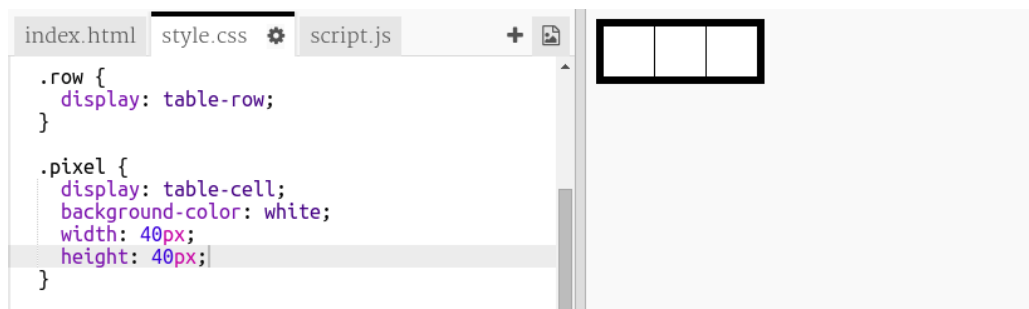 index.html style.css script.js
.row {
  display: table-row;
}
.pixel {
  display: table-cell;
  background-color: white;
  width: 40px;
  height: 40px;
}